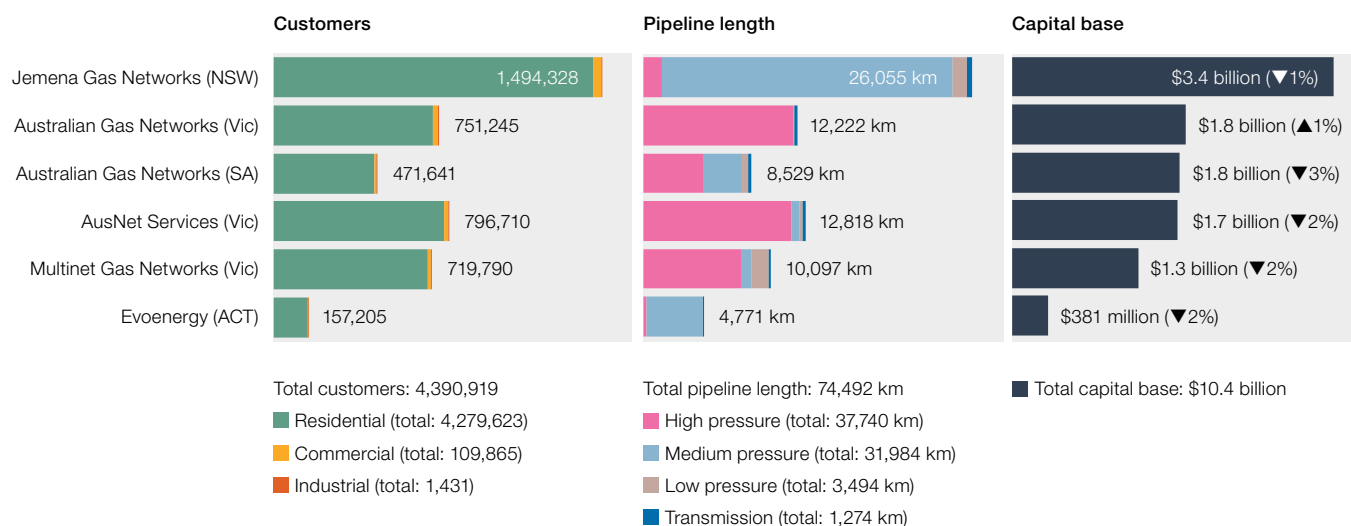 Customers Pipeline length Capital base
Jemena Gas Networks (NSW) 1,494,328 26,055 km $3.4 billion (▼1%)
Australian Gas Networks (Vic) 751,245 12,222 km $1.8 billion (▲1%)
Australian Gas Networks (SA) 471,641 8,529 km $1.8 billion (▼3%)
AusNet Services (Vic) 796,710 12,818 km $1.7 billion (▼2%)
Multinet Gas Networks (Vic) 719,790 10,097 km $1.3 billion (▼2%)
Evoenergy (ACT) 157,205 4,771 km $381 million (▼2%)
Total customers: 4,390,919 Total pipeline length: 74,492 km Total capital base: $10.4 billion
Residential (total: 4,279,623) High pressure (total: 37,740 km)
Commercial (total: 109,865) Medium pressure (total: 31,984 km)
Industrial (total: 1,431) Low pressure (total: 3,494 km)
Transmission (total: 1,274 km)